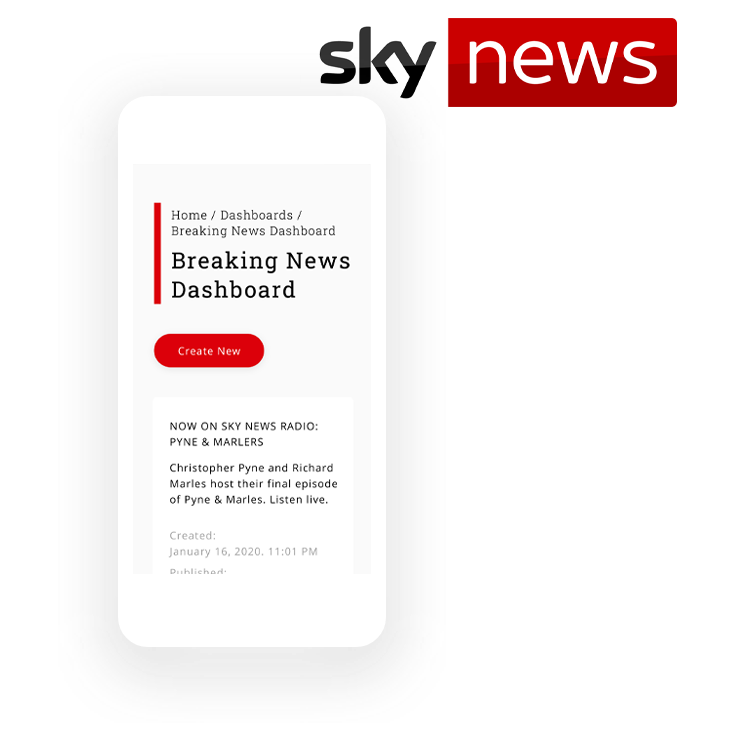 sky news
Home / Dashboards /
Breaking News Dashboard
Breaking News
Dashboard
Create New
NOW ON SKY NEWS RADIO:
PYNE & MARLERS
Christopher Pyne and Richard
Marles host their final episode
of Pyne & Marles. Listen live.
Created:
January 16, 2020. 11:01 PM
Published: